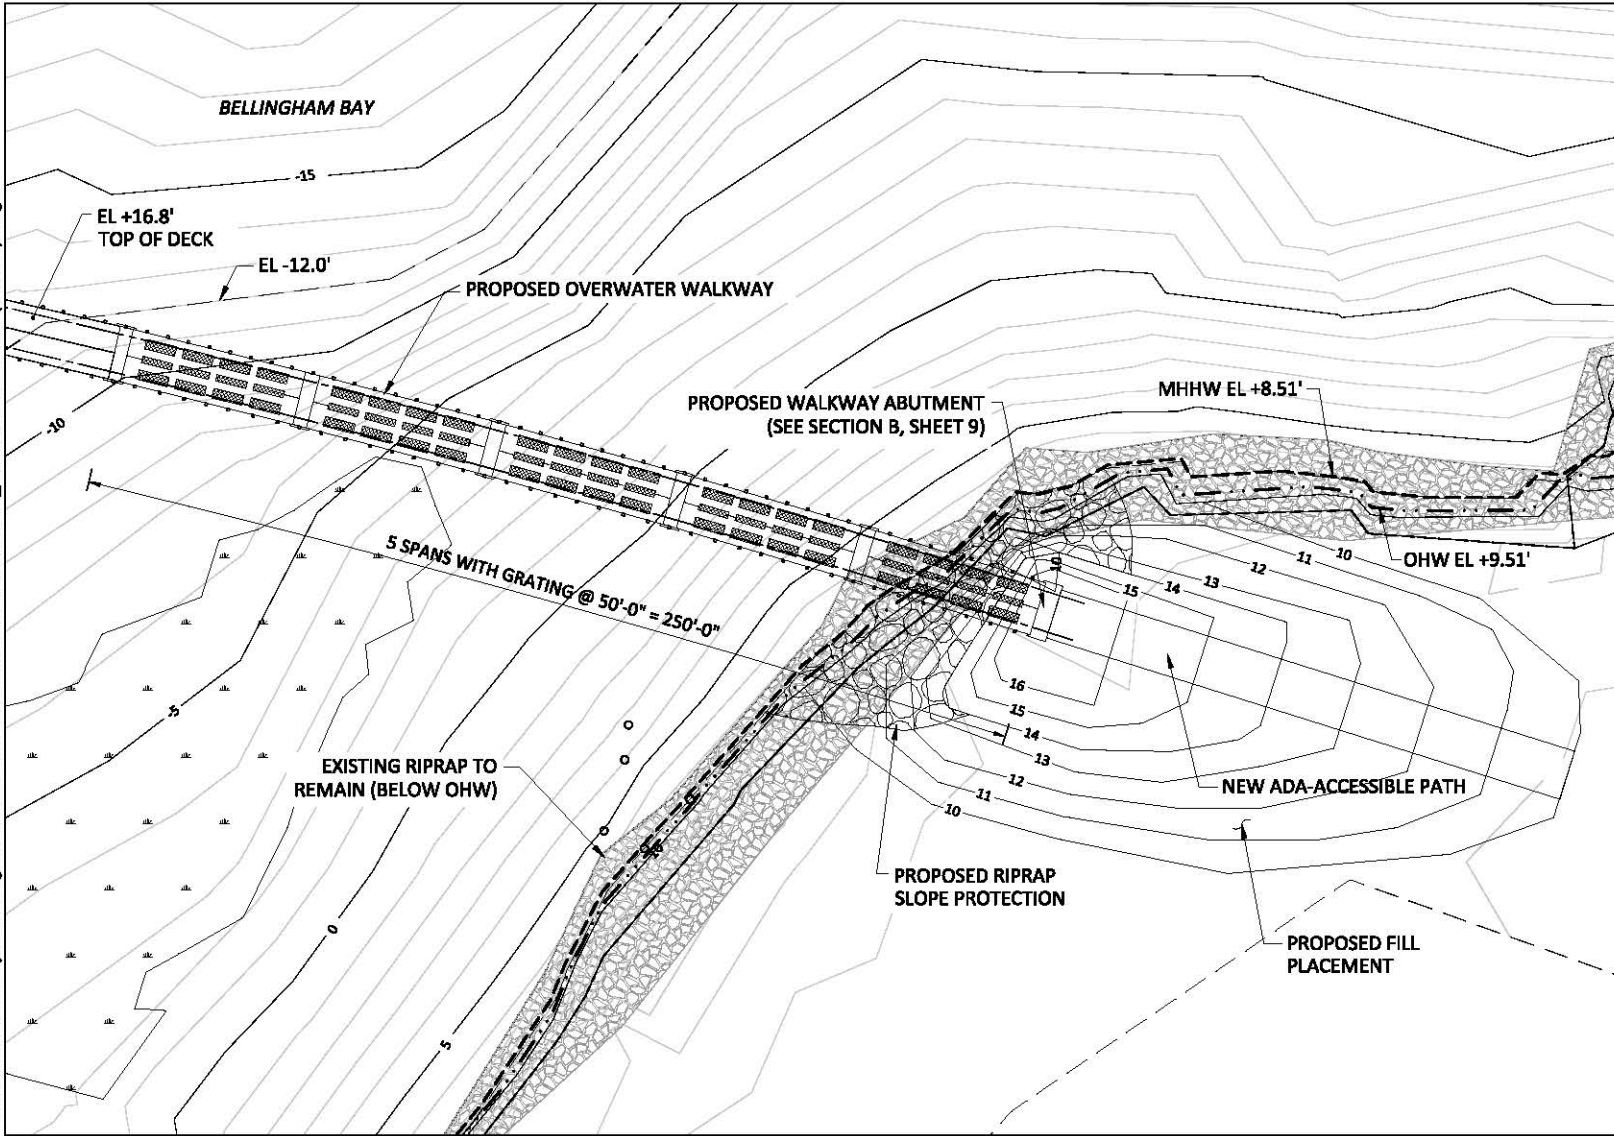 BELLINGHAM BAY
-15
EL +16.8'
TOP OF DECK
EL -12.0'
PROPOSED OVERWATER WALKWAY
-10
PROPOSED WALKWAY ABUTMENT
(SEE SECTION B, SHEET 9)
MHHW EL +8.51'
OHW EL +9.51'
5 SPANS WITH GRATING @ 50'-0" = 250'-0"
10
10
11
12
13
14
15
16
15
14
13
12
11
10
-5
EXISTING RIPRAP TO
REMAIN (BELOW OHW)
NEW ADA-ACCESSIBLE PATH
PROPOSED RIPRAP
SLOPE PROTECTION
PROPOSED FILL
PLACEMENT
0
5